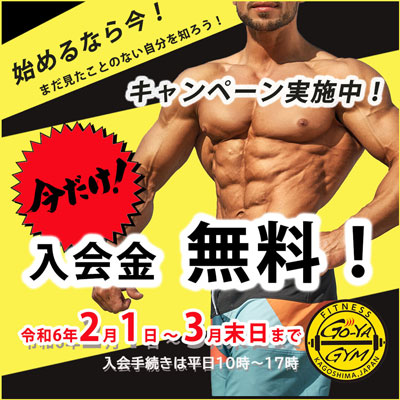 始めるなら今！
まだ見たことのない自分を知ろう！
キャンペーン実施中！
今だけ！
入会金 無料！
令和6年2月1日〜3月末日まで
入会手続きは平日10時〜17時
FITNESS
GO-YA
GYM
KAGOSHIMA,JAPAN